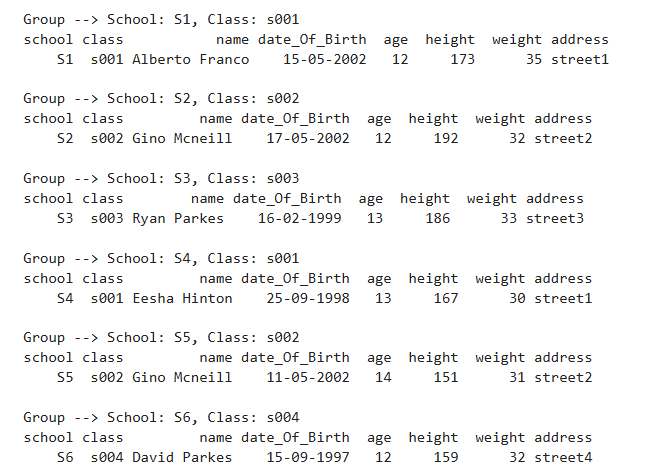 Group --> School: S1, Class: s001
school class name date_Of_Birth age height weight address
S1 s001 Alberto Franco 15-05-2002 12 173 35 street1
Group --> School: S2, Class: s002
school class name date_Of_Birth age height weight address
S2 s002 Gino Mcneill 17-05-2002 12 192 32 street2
Group --> School: S3, Class: s003
school class name date_Of_Birth age height weight address
S3 s003 Ryan Parkes 16-02-1999 13 186 33 street3
Group --> School: S4, Class: s001
school class name date_Of_Birth age height weight address
S4 s001 Eesha Hinton 25-09-1998 13 167 30 street1
Group --> School: S5, Class: s002
school class name date_Of_Birth age height weight address
S5 s002 Gino Mcneill 11-05-2002 14 151 31 street2
Group --> School: S6, Class: s004
school class name date_Of_Birth age height weight address
S6 s004 David Parkes 15-09-1997 12 159 32 street4